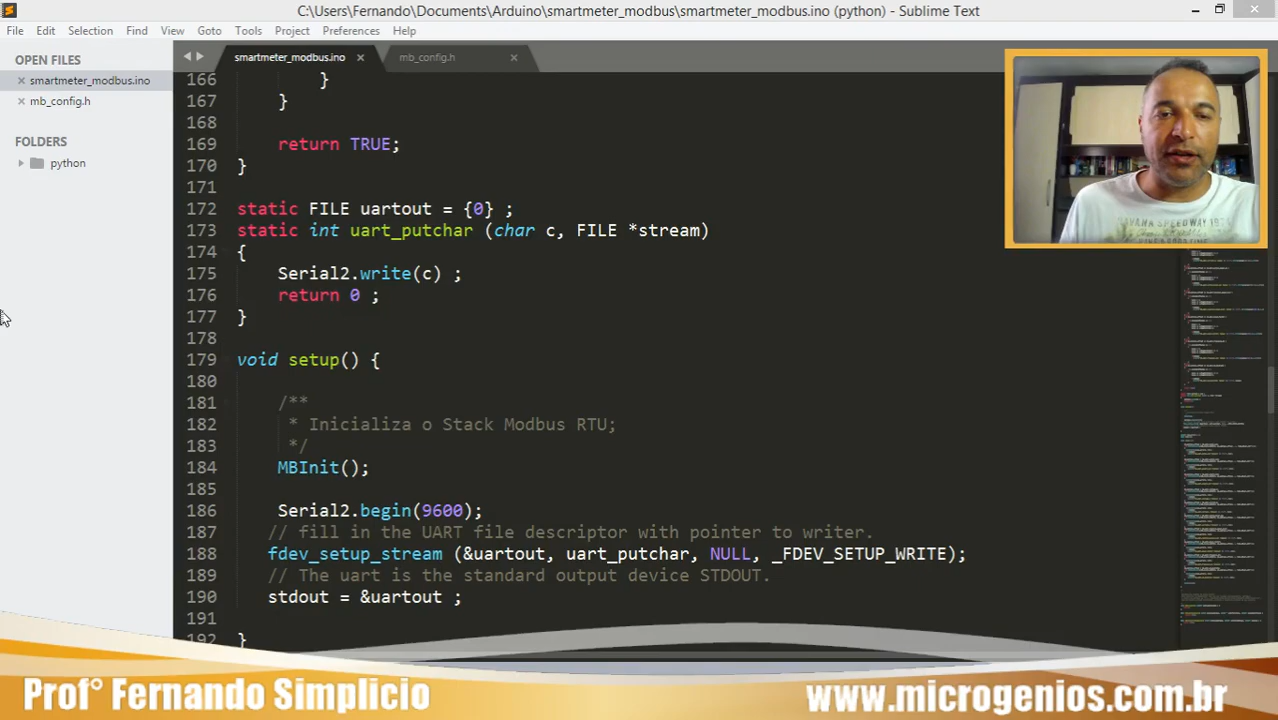 C:\Users\Fernando\Documents\Arduino\smartmeter_modbus\smartmeter_modbus.ino (python) - Sublime Text
File Edit Selection Find View Goto Tools Project Preferences Help
OPEN FILES
smartmeter_modbus.ino
mb_config.h
FOLDERS
python
smartmeter_modbus.ino mb_config.h
166 }
167 }
168
169 return TRUE;
170 }
171
172 static FILE uartout = {0} ;
173 static int uart_putchar (char c, FILE *stream)
174 {
175 Serial2.write(c) ;
176 return 0 ;
177 }
178
179 void setup() {
180
181 /**
182 * Inicializa o Stack Modbus RTU;
183 */
184 MBInit();
185
186 Serial2.begin(9600);
187 // fill in the UART file descriptor with pointer to writer.
188 fdev_setup_stream (&uartout, uart_putchar, NULL, _FDEV_SETUP_WRITE);
189 // The uart is the standard output device STDOUT.
190 stdout = &uartout ;
191
192 }
SPEEDWAY
Prof° Fernando Simplicio
www.microgenios.com.br